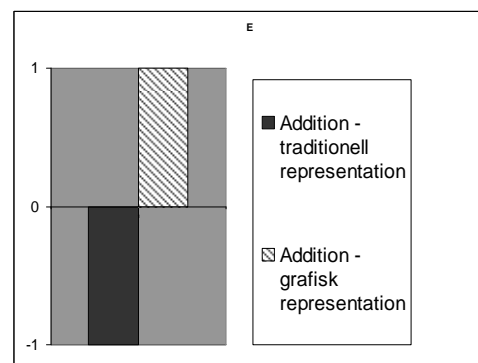 E
1
0
-1
Addition -
traditionell
representation
Addition -
grafisk
representation